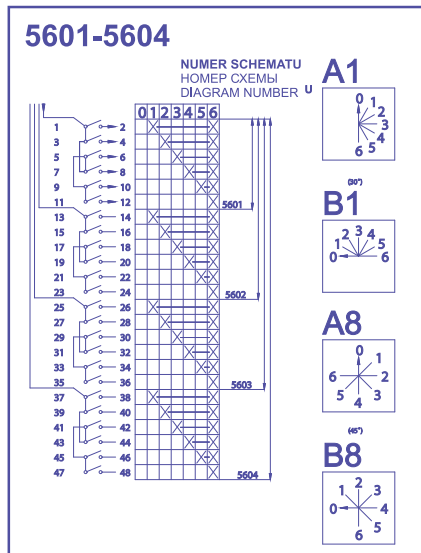 5601-5604
NUMER SCHEMATU
НОМЕР СХЕМЫ
DIAGRAM NUMBER U
0 1 2 3 4 5 6
1 2
3 4
5 6
7 8
9 10
11 12
5601
13 14
15 16
17 18
19 20
21 22
23 24
5602
25 26
27 28
29 30
31 32
33 34
35 36
5603
37 38
39 40
41 42
43 44
45 46
47 48
5604
A1
0 1 2 3 4 5 6
(30°)
B1
0 1 2 3 4 5 6
A8
0 1 2 3 4 5 6
(45°)
B8
0 1 2 3 4 5 6